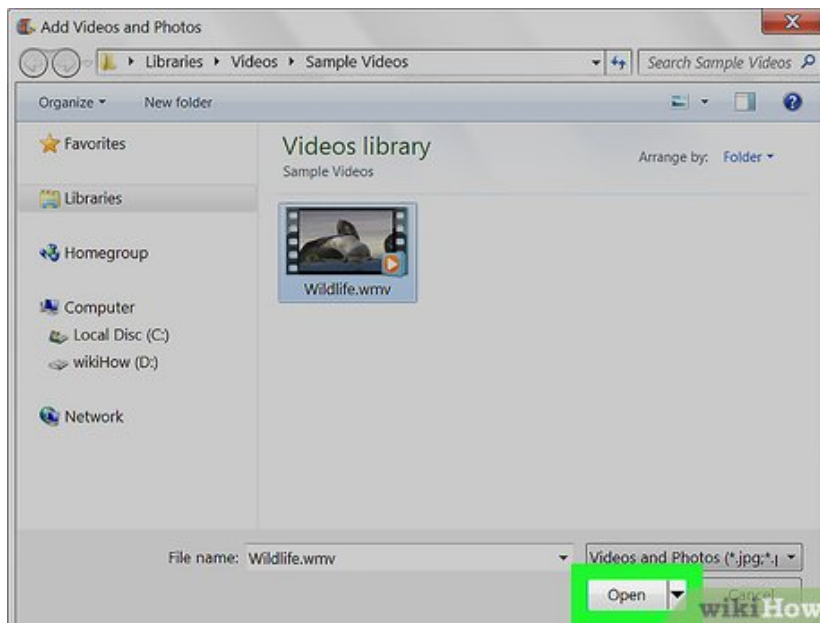 Add Videos and Photos
Libraries Videos Sample Videos
Search Sample Videos
Organize
New folder
Favorites
Libraries
Homegroup
Computer
Local Disc (C:)
wikiHow (D:)
Network
Videos library
Sample Videos
Arrange by: Folder
Wildlife.wmv
File name: Wildlife.wmv
Videos and Photos (*.jpg;*.
Open
Cancel
wikiHow